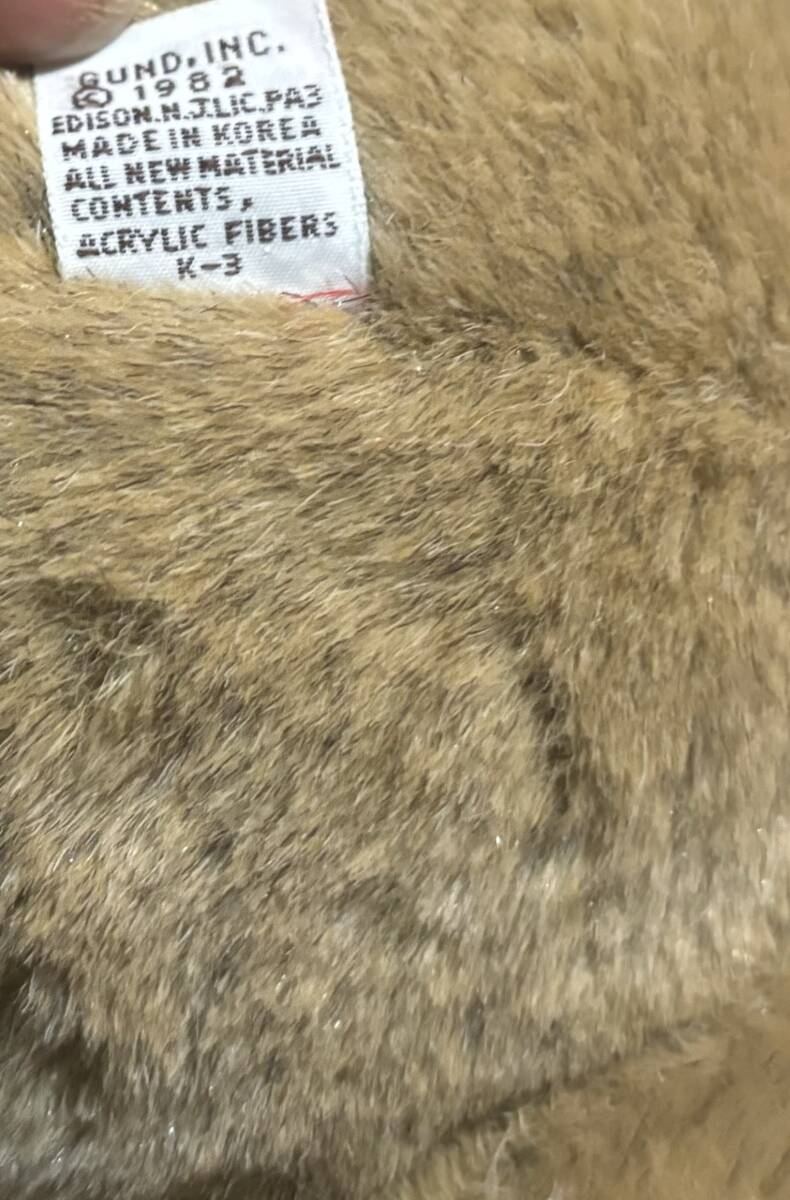 GUND, INC.
© 1982
EDISON.N.J.LIC.PA3
MADE IN KOREA
ALL NEW MATERIAL
CONTENTS,
ACRYLIC FIBERS
K-3